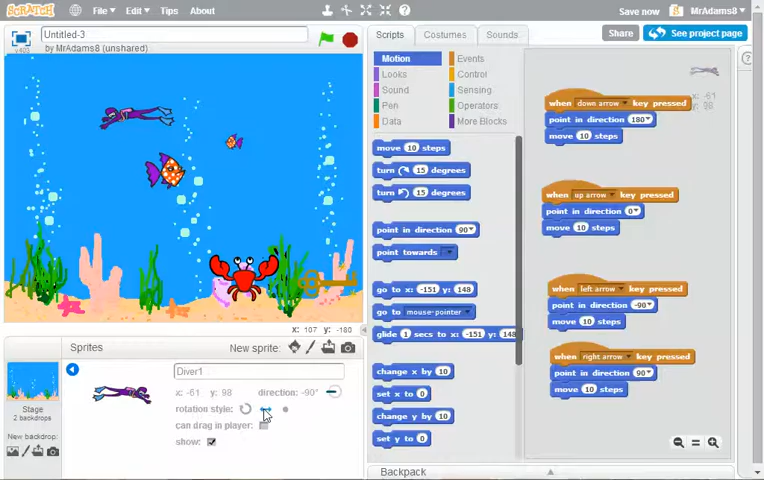 SCRATCH File▼ Edit▼ Tips About Save now MrAdams8▼
Untitled-3
by MrAdams8 (unshared)
v403
Scripts Costumes Sounds Share See project page
Motion Events
Looks Control
Sound Sensing
Pen Operators
Data More Blocks
move 10 steps
turn 15 degrees
turn 15 degrees
point in direction 90▼
point towards
go to x: -151 y: 148
go to mouse-pointer
glide 1 secs to x: -151 y: 148
change x by 10
set x to 0
change y by 10
set y to 0
x: -61
y: 98
when down arrow key pressed
point in direction 180▼
move 10 steps
when up arrow key pressed
point in direction 0▼
move 10 steps
when left arrow key pressed
point in direction -90▼
move 10 steps
when right arrow key pressed
point in direction 90▼
move 10 steps
x: 107 y: -180
Sprites New sprite:
Diver1
x: -61 y: 98 direction: -90°
rotation style:
can drag in player:
show:
Stage
2 backdrops
New backdrop:
Backpack
?